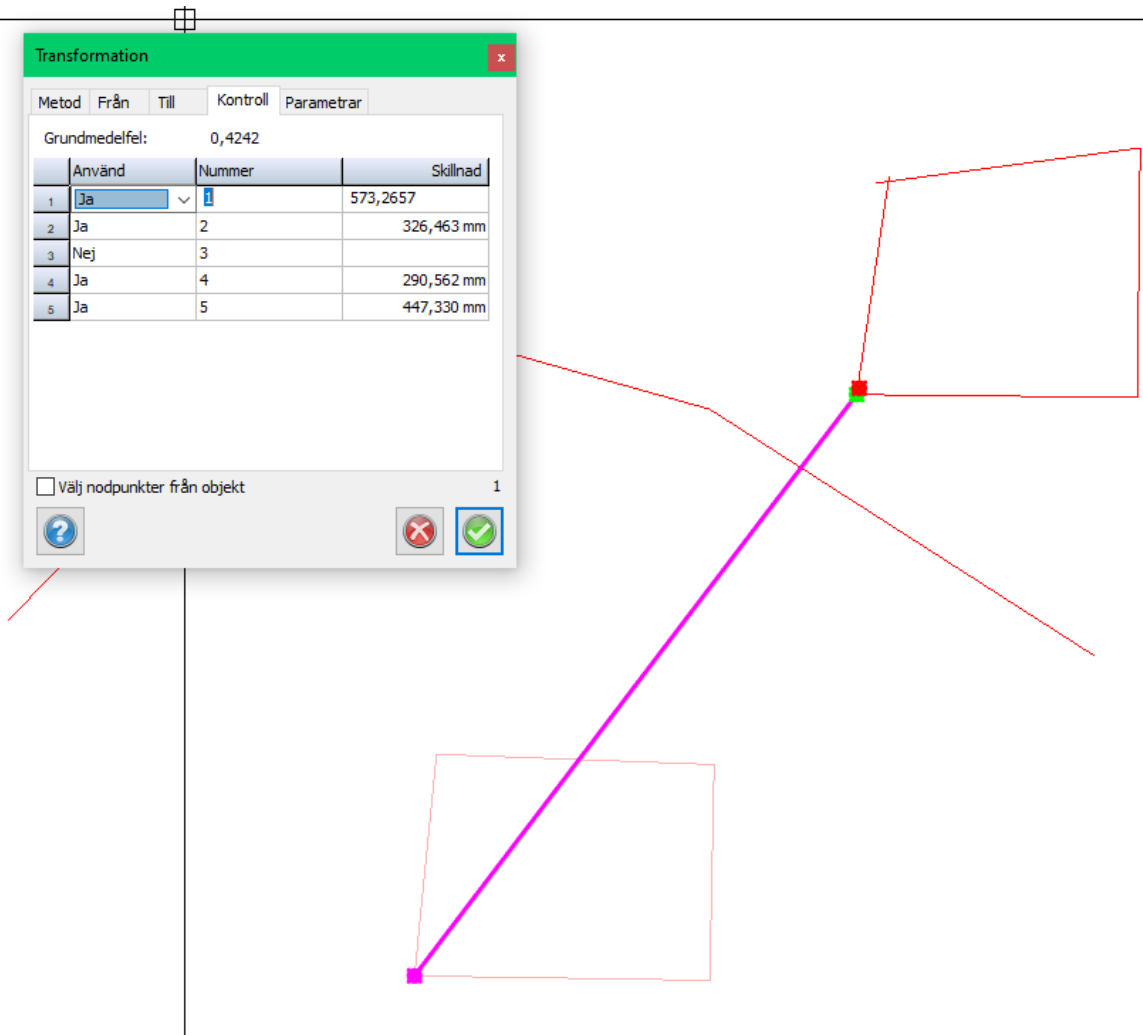 Transformation
Metod Från Till Kontroll Parametrar
Grundmedelfel: 0,4242
Använd Nummer Skillnad
1 Ja 1 573,2657
2 Ja 2 326,463 mm
3 Nej 3
4 Ja 4 290,562 mm
5 Ja 5 447,330 mm
Välj nodpunkter från objekt 1